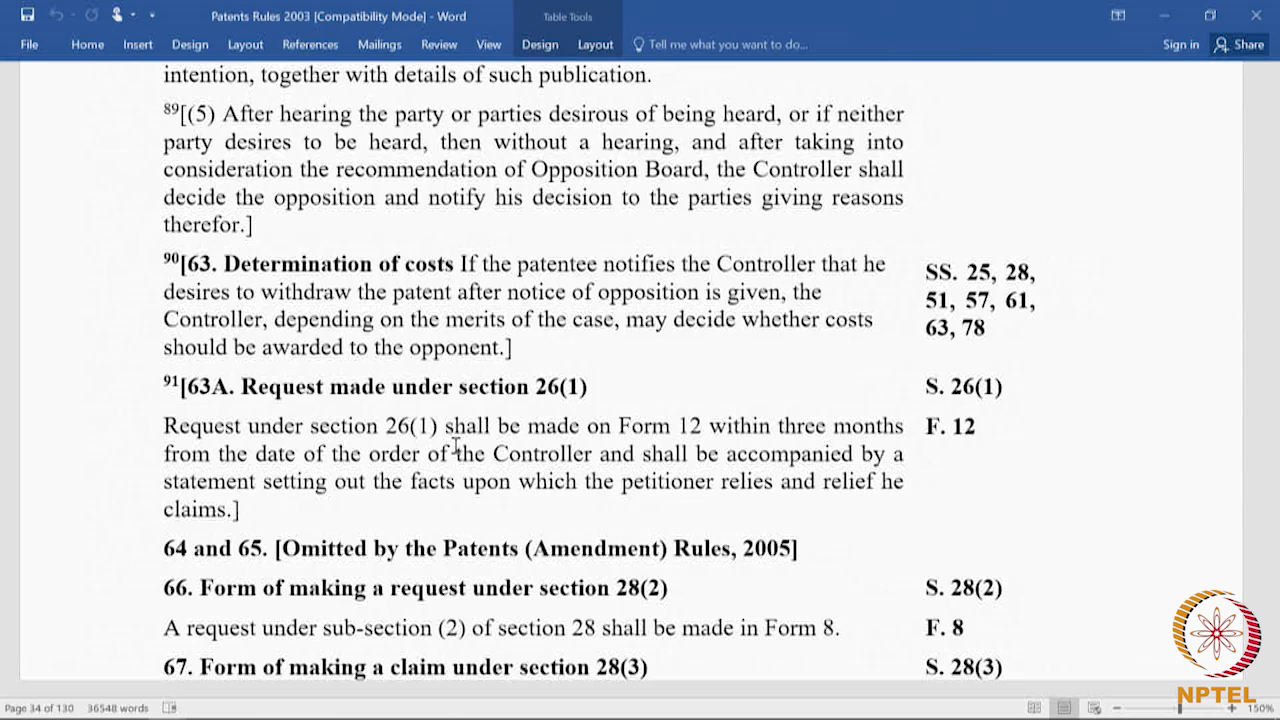 Patents Rules 2003 [Compatibility Mode] - Word
Table Tools
File Home Insert Design Layout References Mailings Review View Design Layout Tell me what you want to do... Sign in Share
intention, together with details of such publication.
89[(5) After hearing the party or parties desirous of being heard, or if neither
party desires to be heard, then without a hearing, and after taking into
consideration the recommendation of Opposition Board, the Controller shall
decide the opposition and notify his decision to the parties giving reasons
therefor.]
90[63. Determination of costs If the patentee notifies the Controller that he
desires to withdraw the patent after notice of opposition is given, the
Controller, depending on the merits of the case, may decide whether costs
should be awarded to the opponent.]
SS. 25, 28,
51, 57, 61,
63, 78
91[63A. Request made under section 26(1) S. 26(1)
Request under section 26(1) shall be made on Form 12 within three months F. 12
from the date of the order of the Controller and shall be accompanied by a
statement setting out the facts upon which the petitioner relies and relief he
claims.]
64 and 65. [Omitted by the Patents (Amendment) Rules, 2005]
66. Form of making a request under section 28(2) S. 28(2)
A request under sub-section (2) of section 28 shall be made in Form 8. F. 8
67. Form of making a claim under section 28(3) S. 28(3)
NPTEL
Page 34 of 130 36548 words 150%